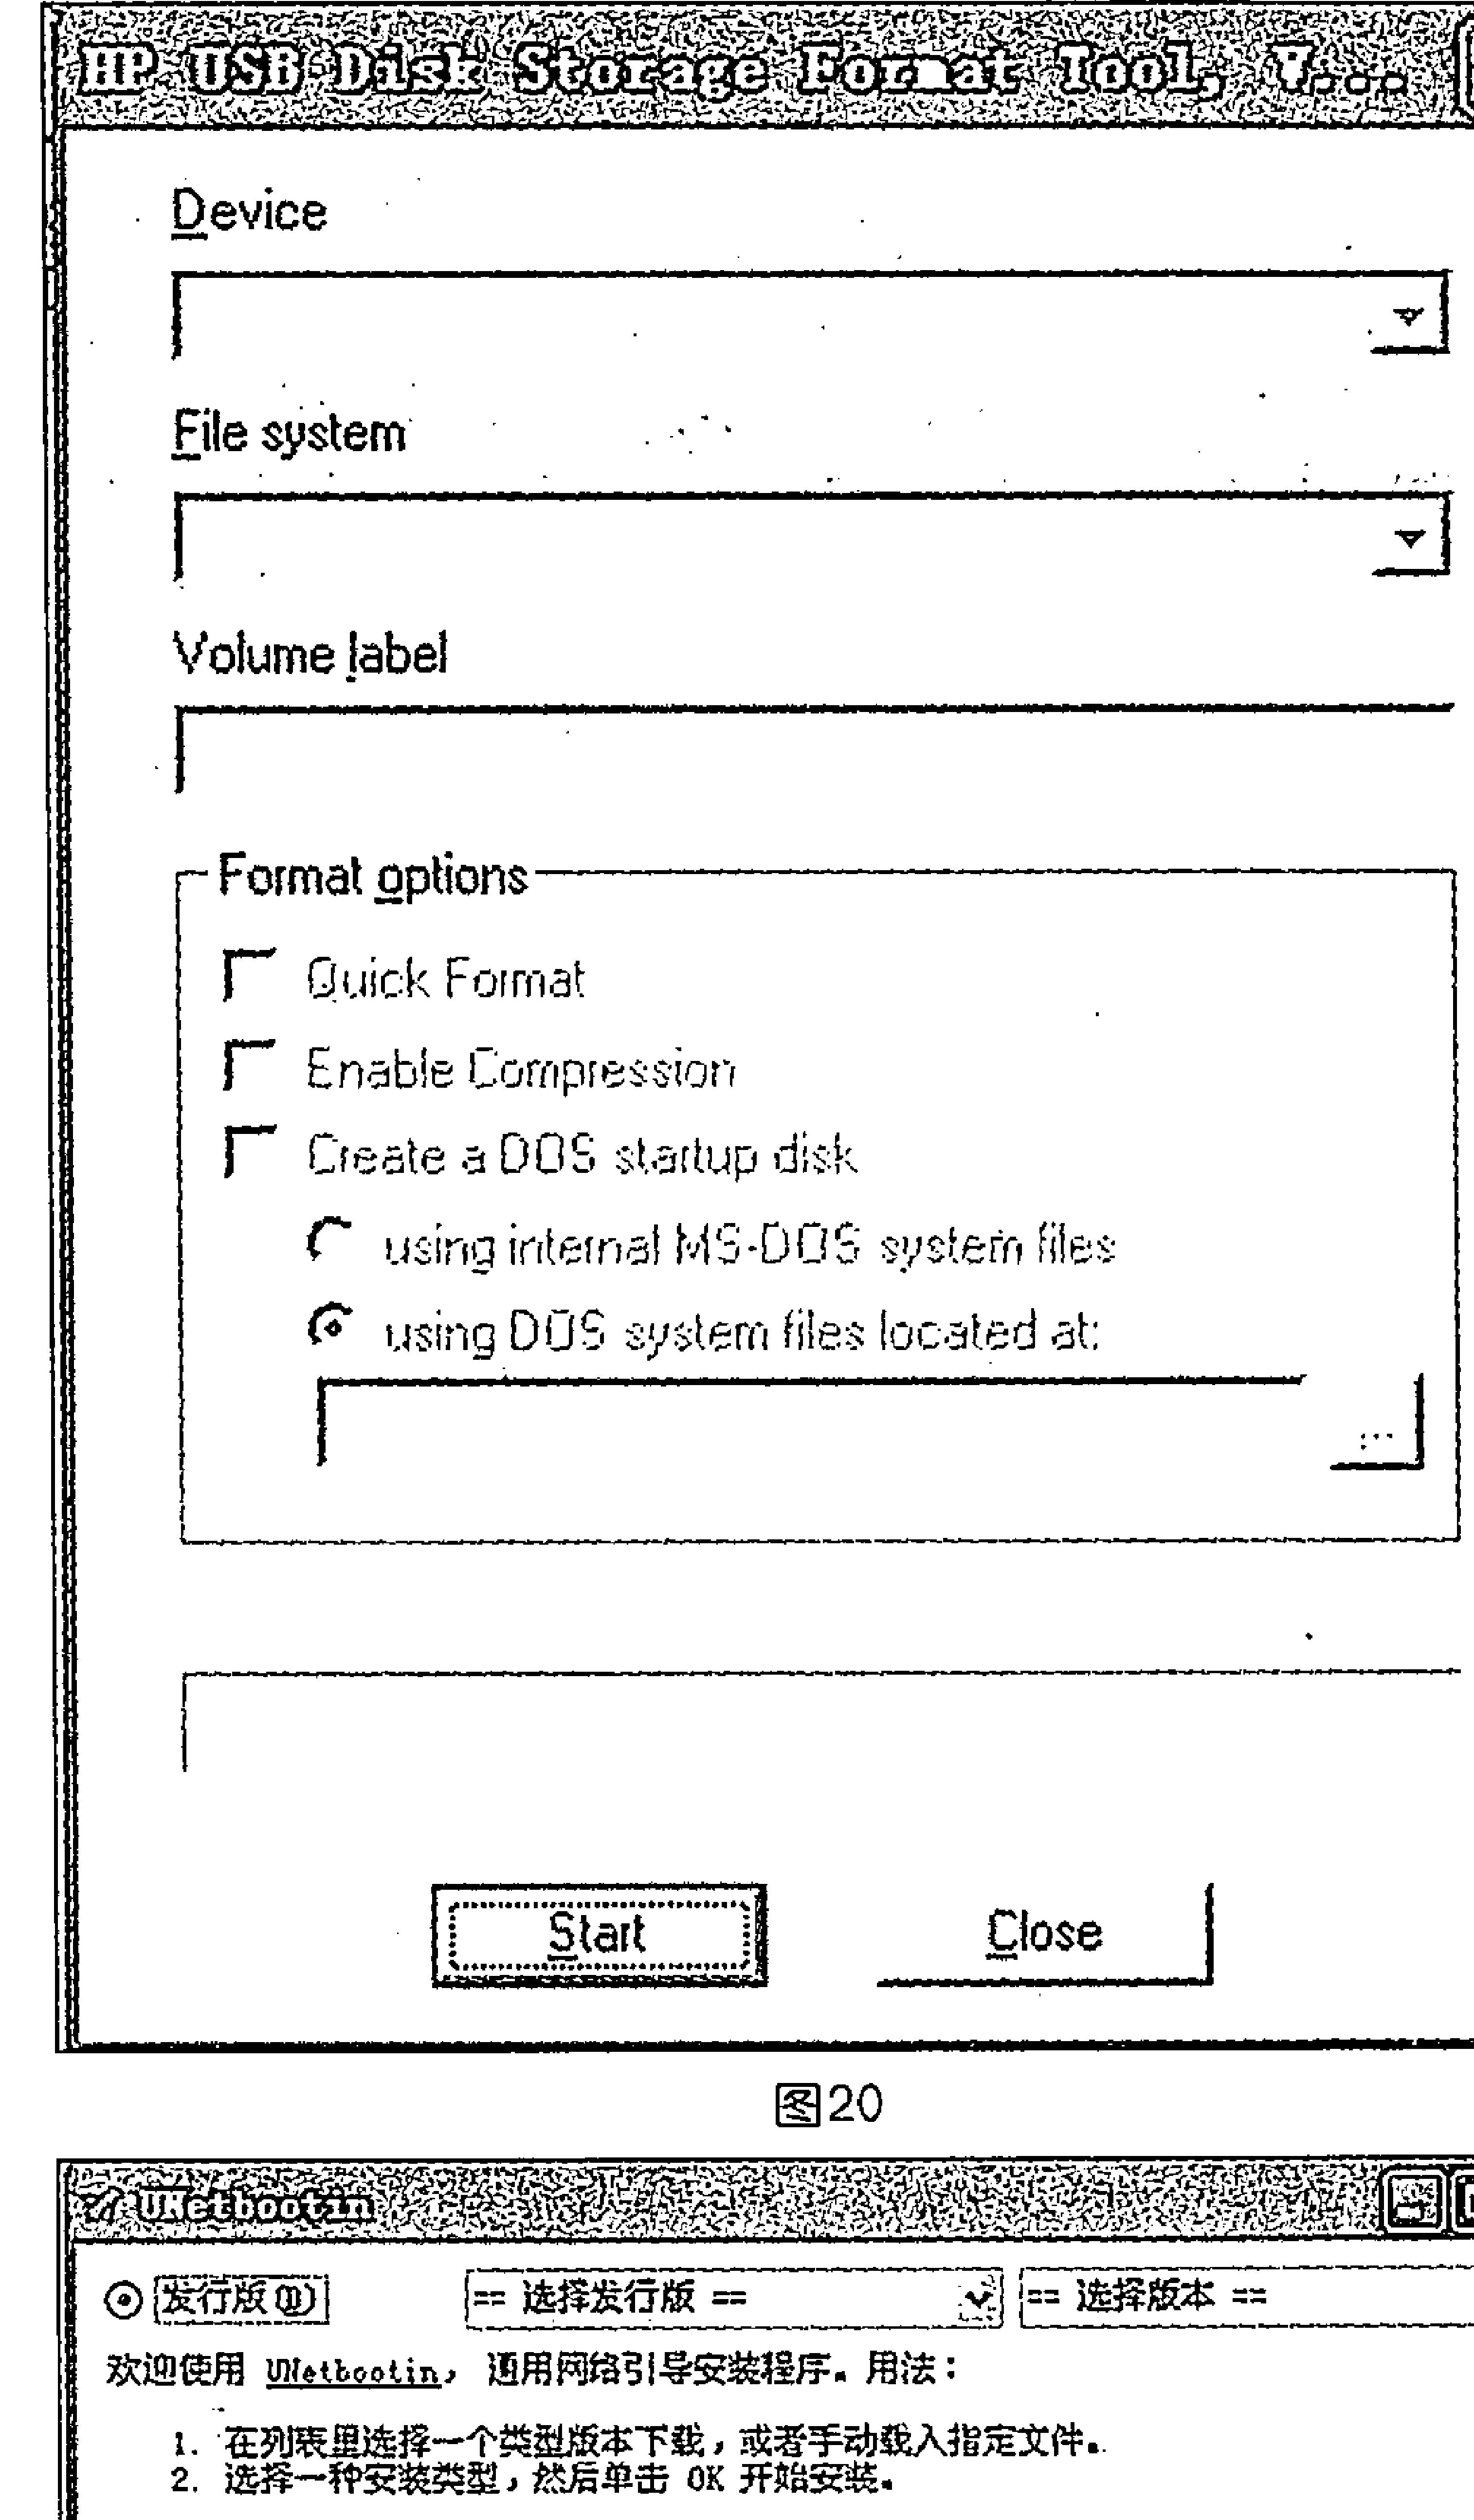 HP USB Disk Storage Format Tool, V...
Device
File system
Volume label
Format options
Quick Format
Enable Compression
Create a DOS startup disk
using internal MS-DOS system files
using DOS system files located at:
...
Start Close
图20
UNetbootin
发行版(D) == 选择发行版 == == 选择版本 ==
欢迎使用 UNetbootin, 通用网络引导安装程序。用法：
1. 在列表里选择一个类型版本下载，或者手动载入指定文件。
2. 选择一种安装类型，然后单击 OK 开始安装。